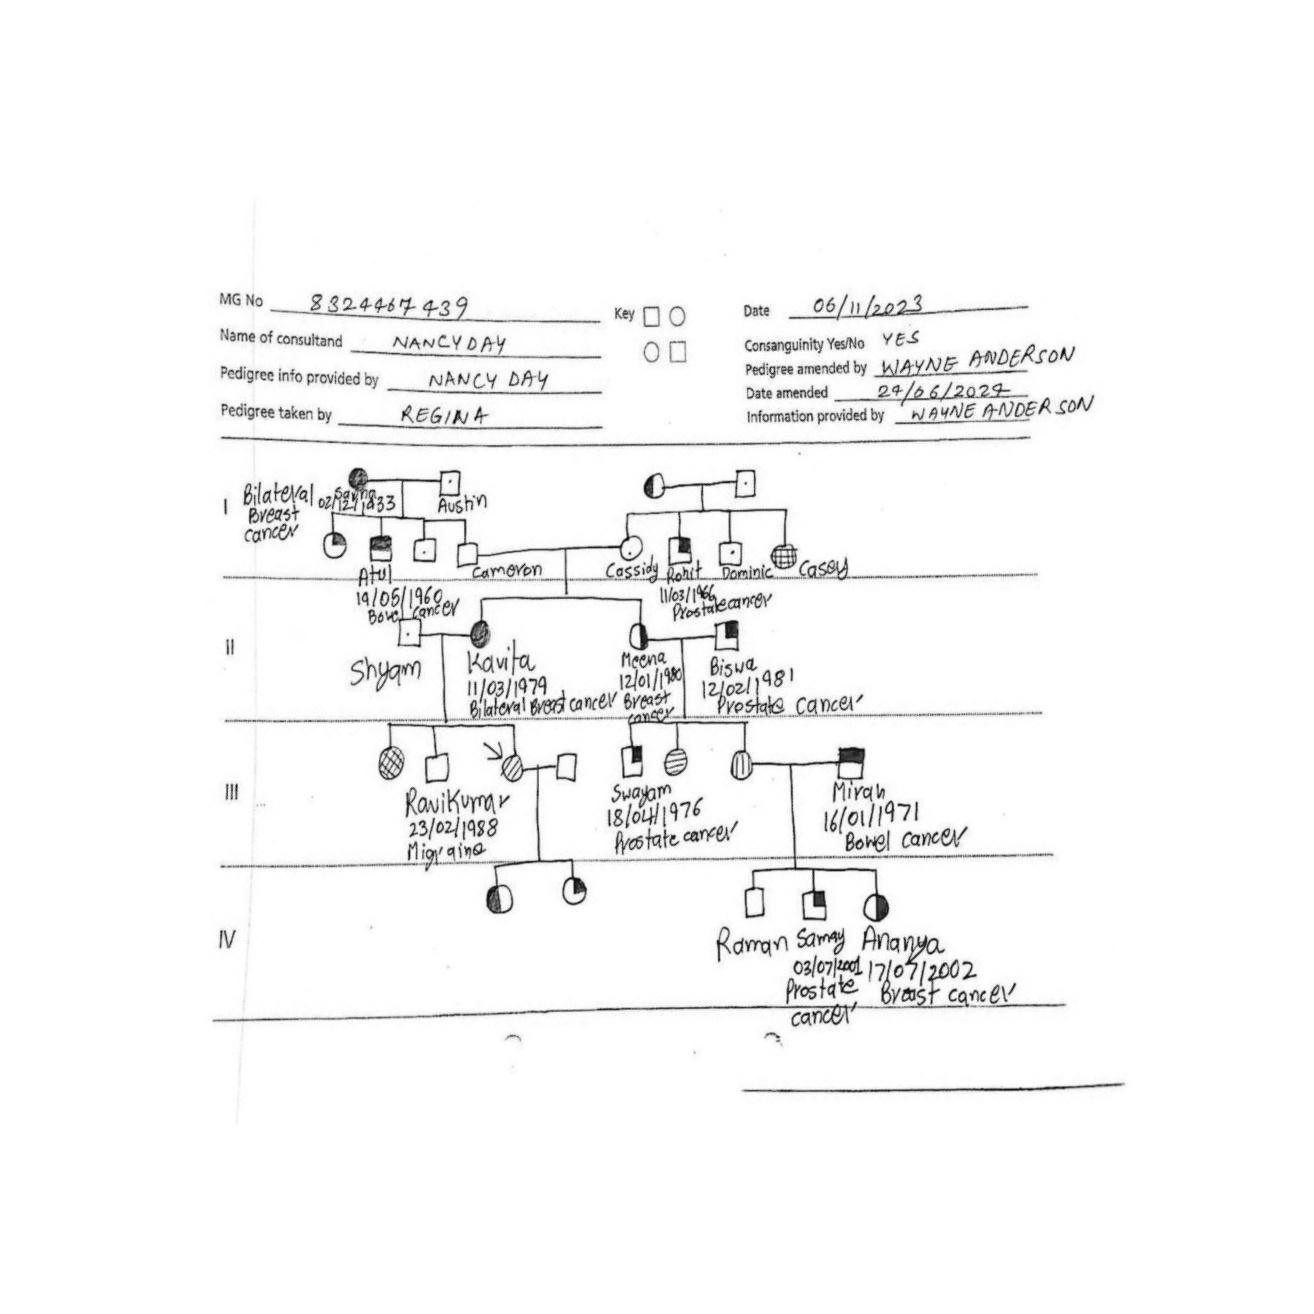 MG No 8324467439
Key
Date 06/11/2023
Name of consultand NANCY DAY
Consanguinity Yes/No YES
Pedigree info provided by NANCY DAY
Pedigree amended by WAYNE ANDERSON
Date amended 24/06/2024
Pedigree taken by REGINA
Information provided by WAYNE ANDERSON
I
Bilateral
Breast
cancer
02/12/1933
Austin
Atul
19/05/1960
cancer
Cameron
Cassidy
Rohit
11/03/1966
Prostate cancer
Dominic
Casey
II
Shyam
Kavita
11/03/1979
Bilateral Breast cancer
Meena
12/01/1980
Breast
cancer
Biswa
12/02/1981
Prostate cancer
III
RaviKumar
23/02/1988
Migraine
Swayam
18/04/1976
Prostate cancer
Mirah
16/01/1971
Bowel cancer
IV
Raman
Samay
03/07/2001
Prostate
cancer
Ananya
17/07/2002
Breast cancer